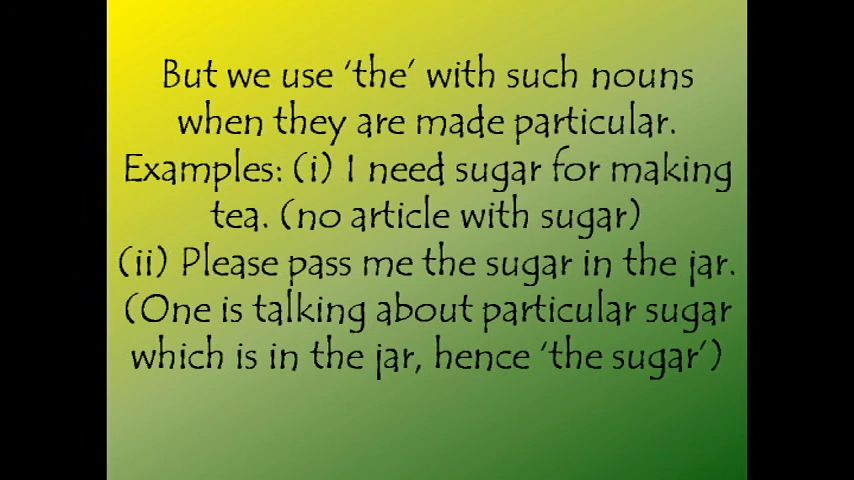 But we use ‘the’ with such nouns
when they are made particular.
Examples: (i) I need sugar for making
tea. (no article with sugar)
(ii) Please pass me the sugar in the jar.
(One is talking about particular sugar
which is in the jar, hence ‘the sugar’)